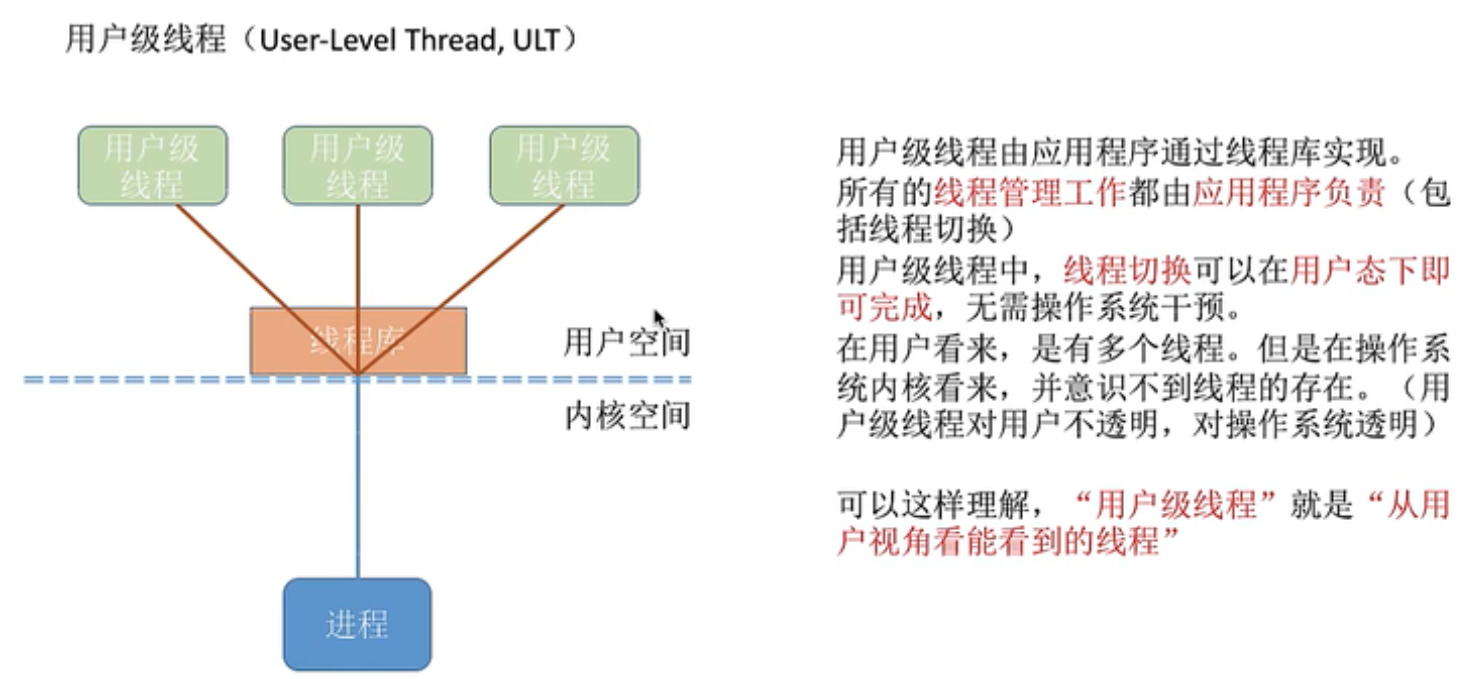 用户级线程（User-Level Thread, ULT）
用户级
线程
用户级
线程
用户级
线程
线程库
用户空间
内核空间
进程
用户级线程由应用程序通过线程库实现。
所有的线程管理工作都由应用程序负责（包
括线程切换）
用户级线程中，线程切换可以在用户态下即
可完成，无需操作系统干预。
在用户看来，是有多个线程。但是在操作系
统内核看来，并意识不到线程的存在。（用
户级线程对用户不透明，对操作系统透明）
可以这样理解，“用户级线程”就是“从用
户视角看能看到的线程”